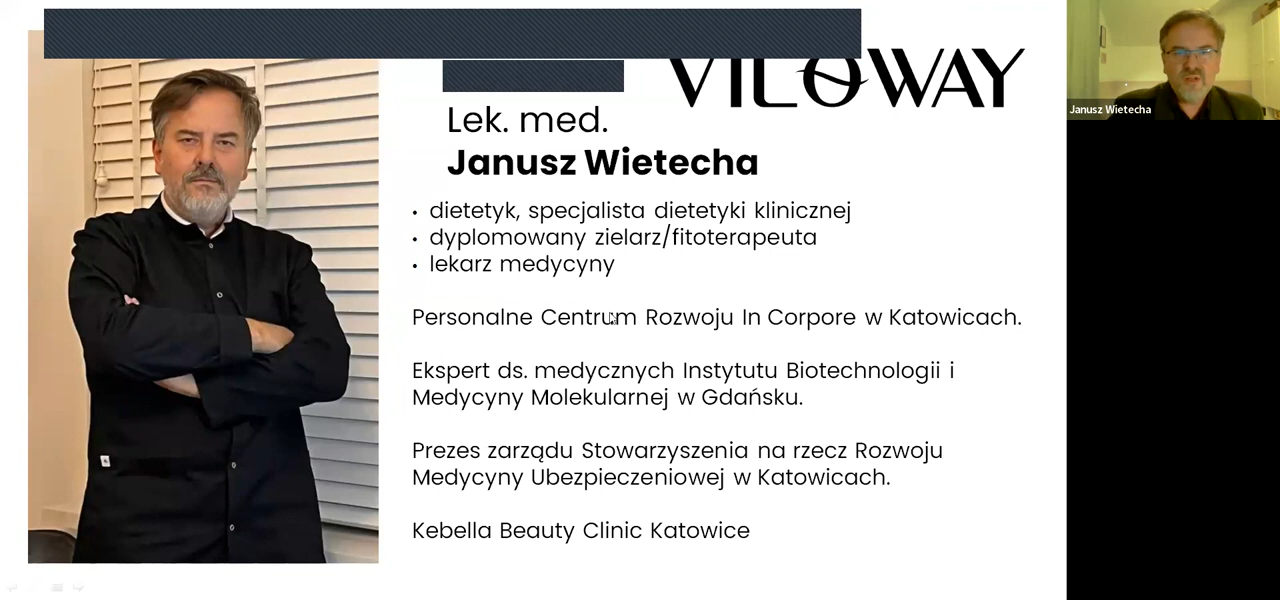 VILOWAY
Lek. med.
Janusz Wietecha
• dietetyk, specjalista dietetyki klinicznej
• dyplomowany zielarz/fitoterapeuta
• lekarz medycyny
Personalne Centrum Rozwoju In Corpore w Katowicach.
Ekspert ds. medycznych Instytutu Biotechnologii i
Medycyny Molekularnej w Gdańsku.
Prezes zarządu Stowarzyszenia na rzecz Rozwoju
Medycyny Ubezpieczeniowej w Katowicach.
Kebella Beauty Clinic Katowice
Janusz Wietecha